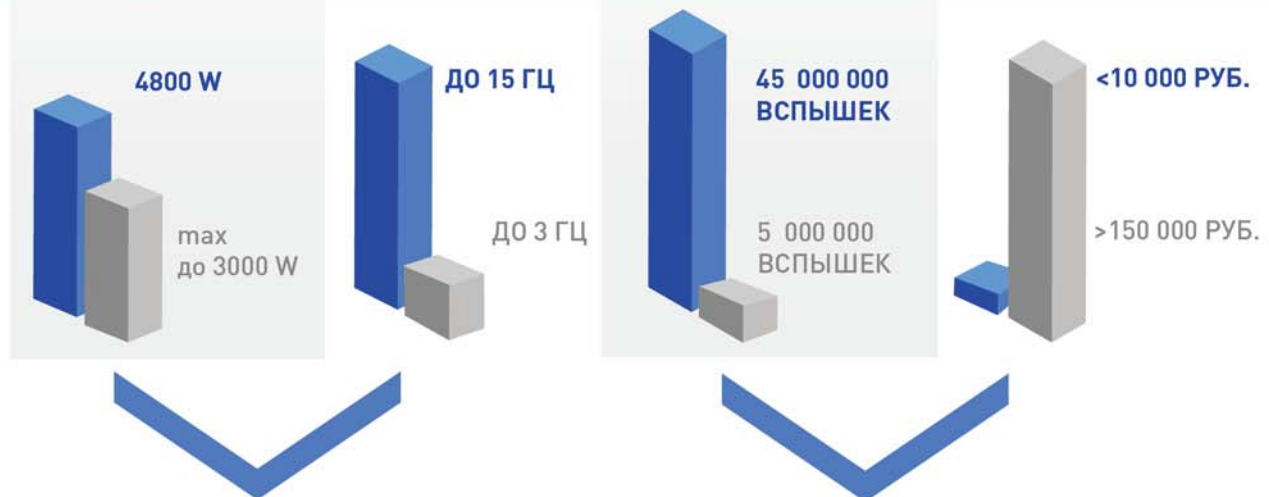 4800 W
max
до 3000 W
ДО 15 ГЦ
ДО 3 ГЦ
45 000 000
ВСПЫШЕК
5 000 000
ВСПЫШЕК
<10 000 РУБ.
>150 000 РУБ.